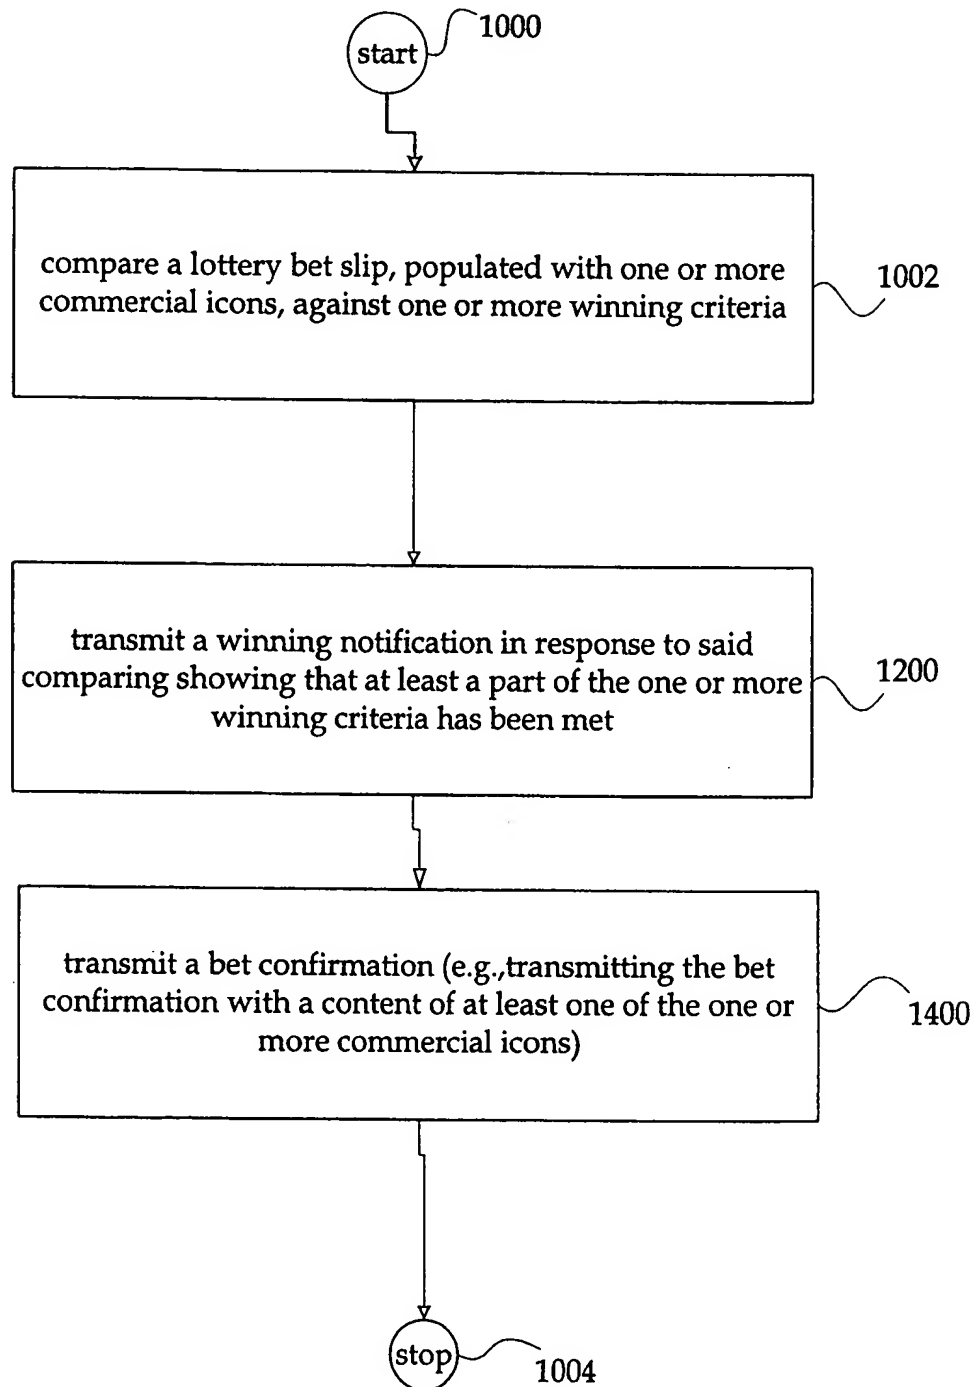 start
1000
compare a lottery bet slip, populated with one or more
commercial icons, against one or more winning criteria
1002
transmit a winning notification in response to said
comparing showing that at least a part of the one or more
winning criteria has been met
1200
transmit a bet confirmation (e.g.,transmitting the bet
confirmation with a content of at least one of the one or
more commercial icons)
1400
stop
1004